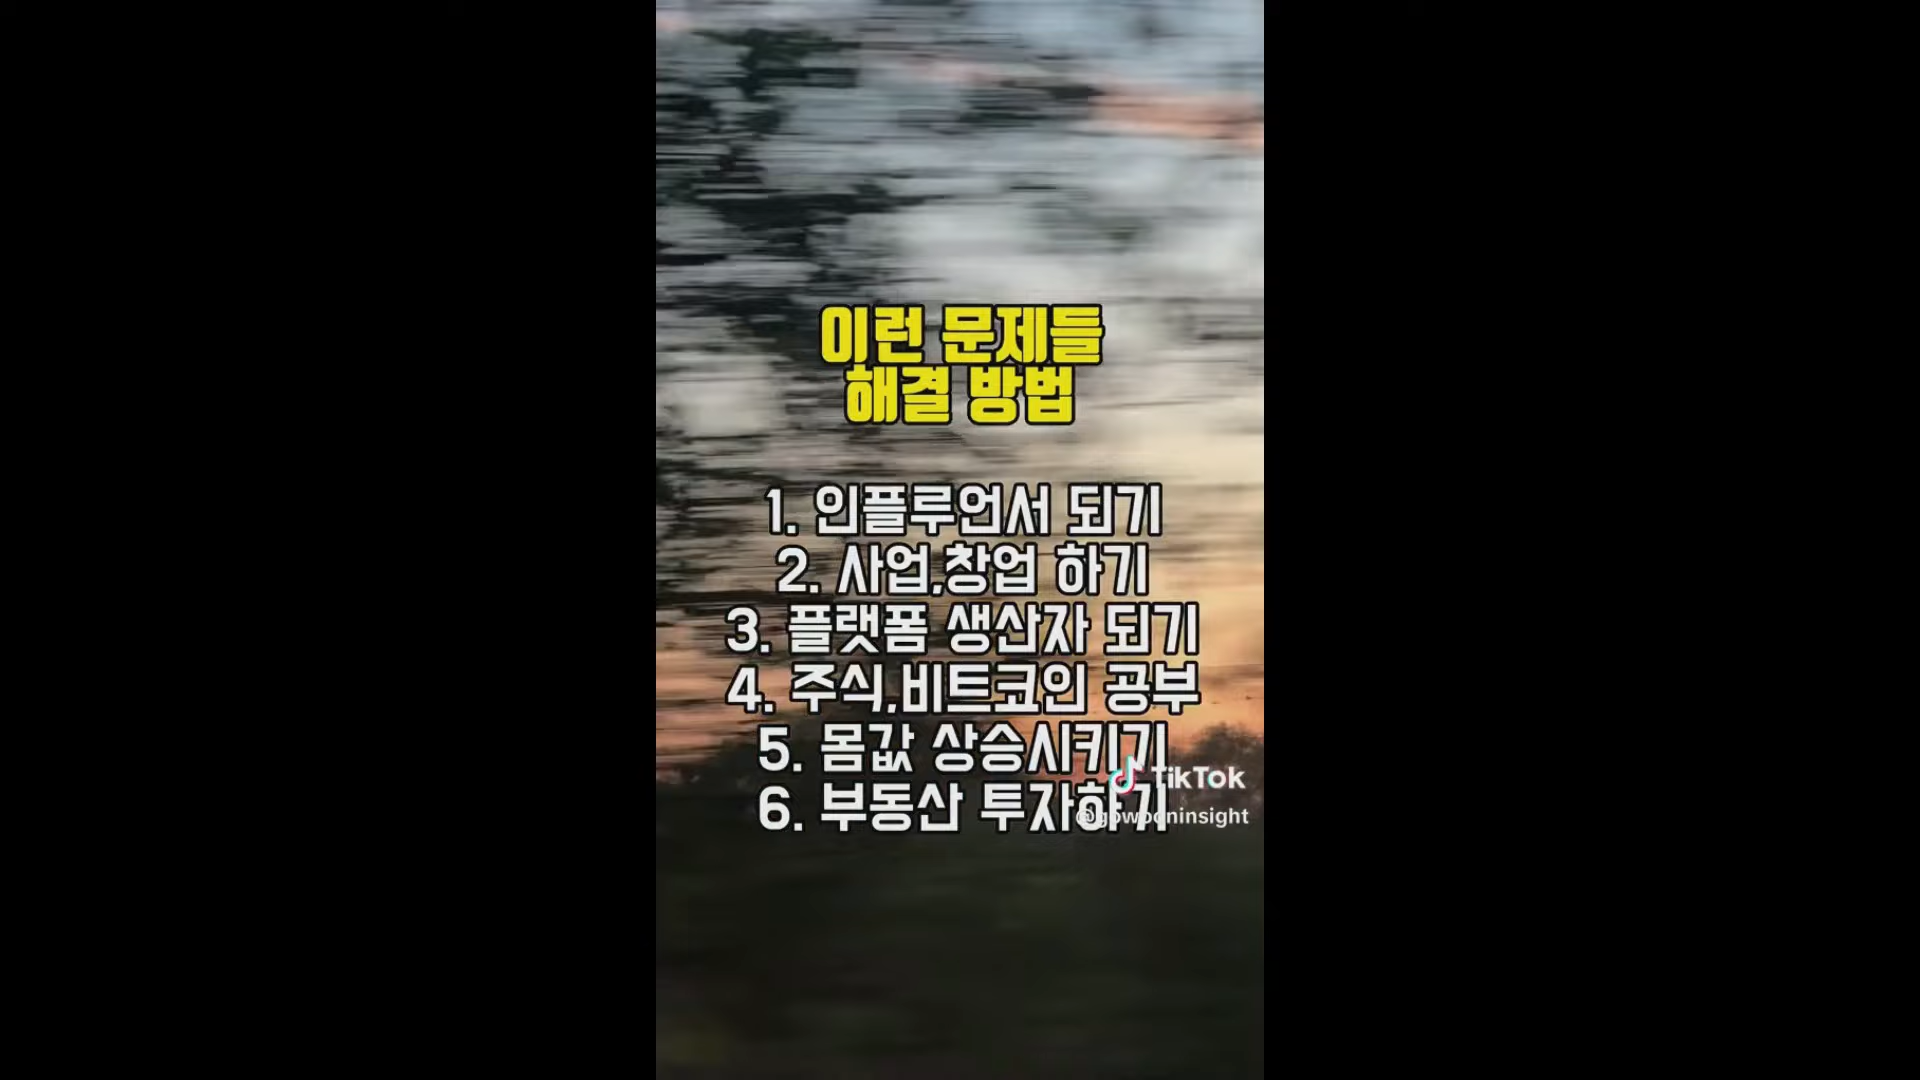 이런 문제들
해결 방법
1. 인플루언서 되기
2. 사업,창업 하기
3. 플랫폼 생산자 되기
4. 주식,비트코인 공부
5. 몸값 상승시키기
6. 부동산 투자하기
TikTok
@gowooninsight